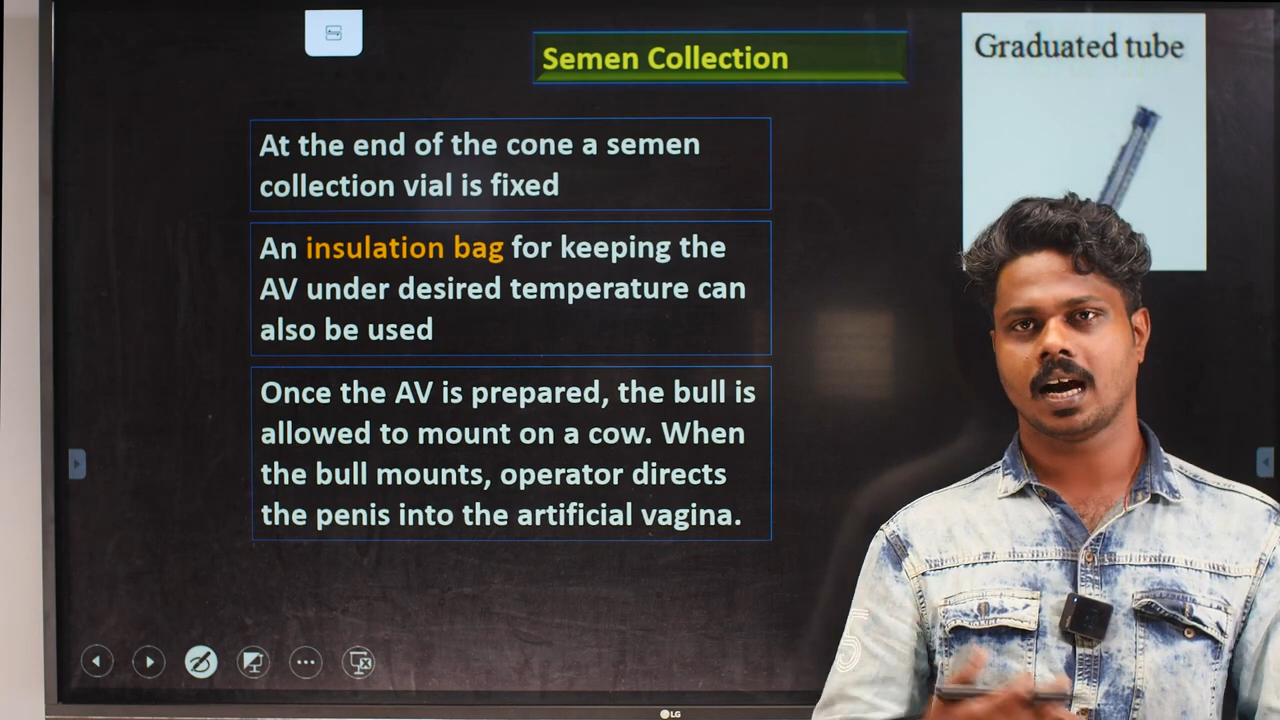 Semen Collection
Graduated tube
At the end of the cone a semen
collection vial is fixed
An insulation bag for keeping the
AV under desired temperature can
also be used
Once the AV is prepared, the bull is
allowed to mount on a cow. When
the bull mounts, operator directs
the penis into the artificial vagina.
LG